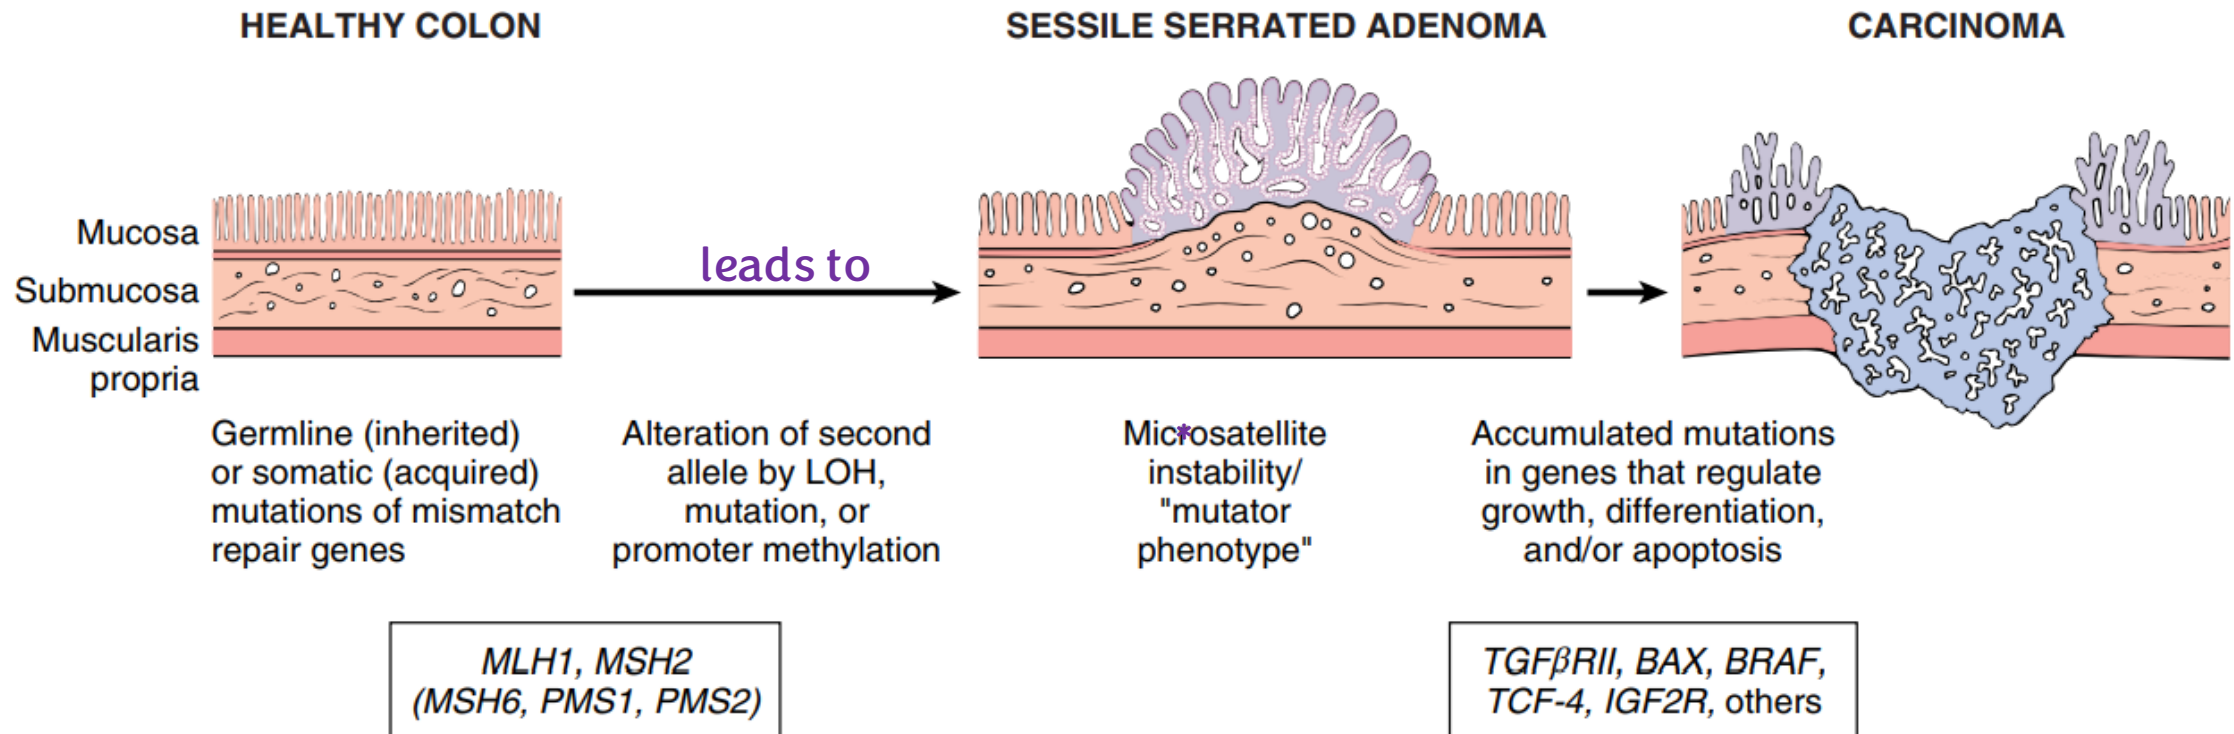 HEALTHY COLON
SESSILE SERRATED ADENOMA
CARCINOMA
Mucosa
Submucosa
Muscularis
propria
leads to
Germline (inherited)
or somatic (acquired)
mutations of mismatch
repair genes
Alteration of second
allele by LOH,
mutation, or
promoter methylation
Microsatellite
instability/
"mutator
phenotype"
Accumulated mutations
in genes that regulate
growth, differentiation,
and/or apoptosis
MLH1, MSH2
(MSH6, PMS1, PMS2)
TGFβRII, BAX, BRAF,
TCF-4, IGF2R, others